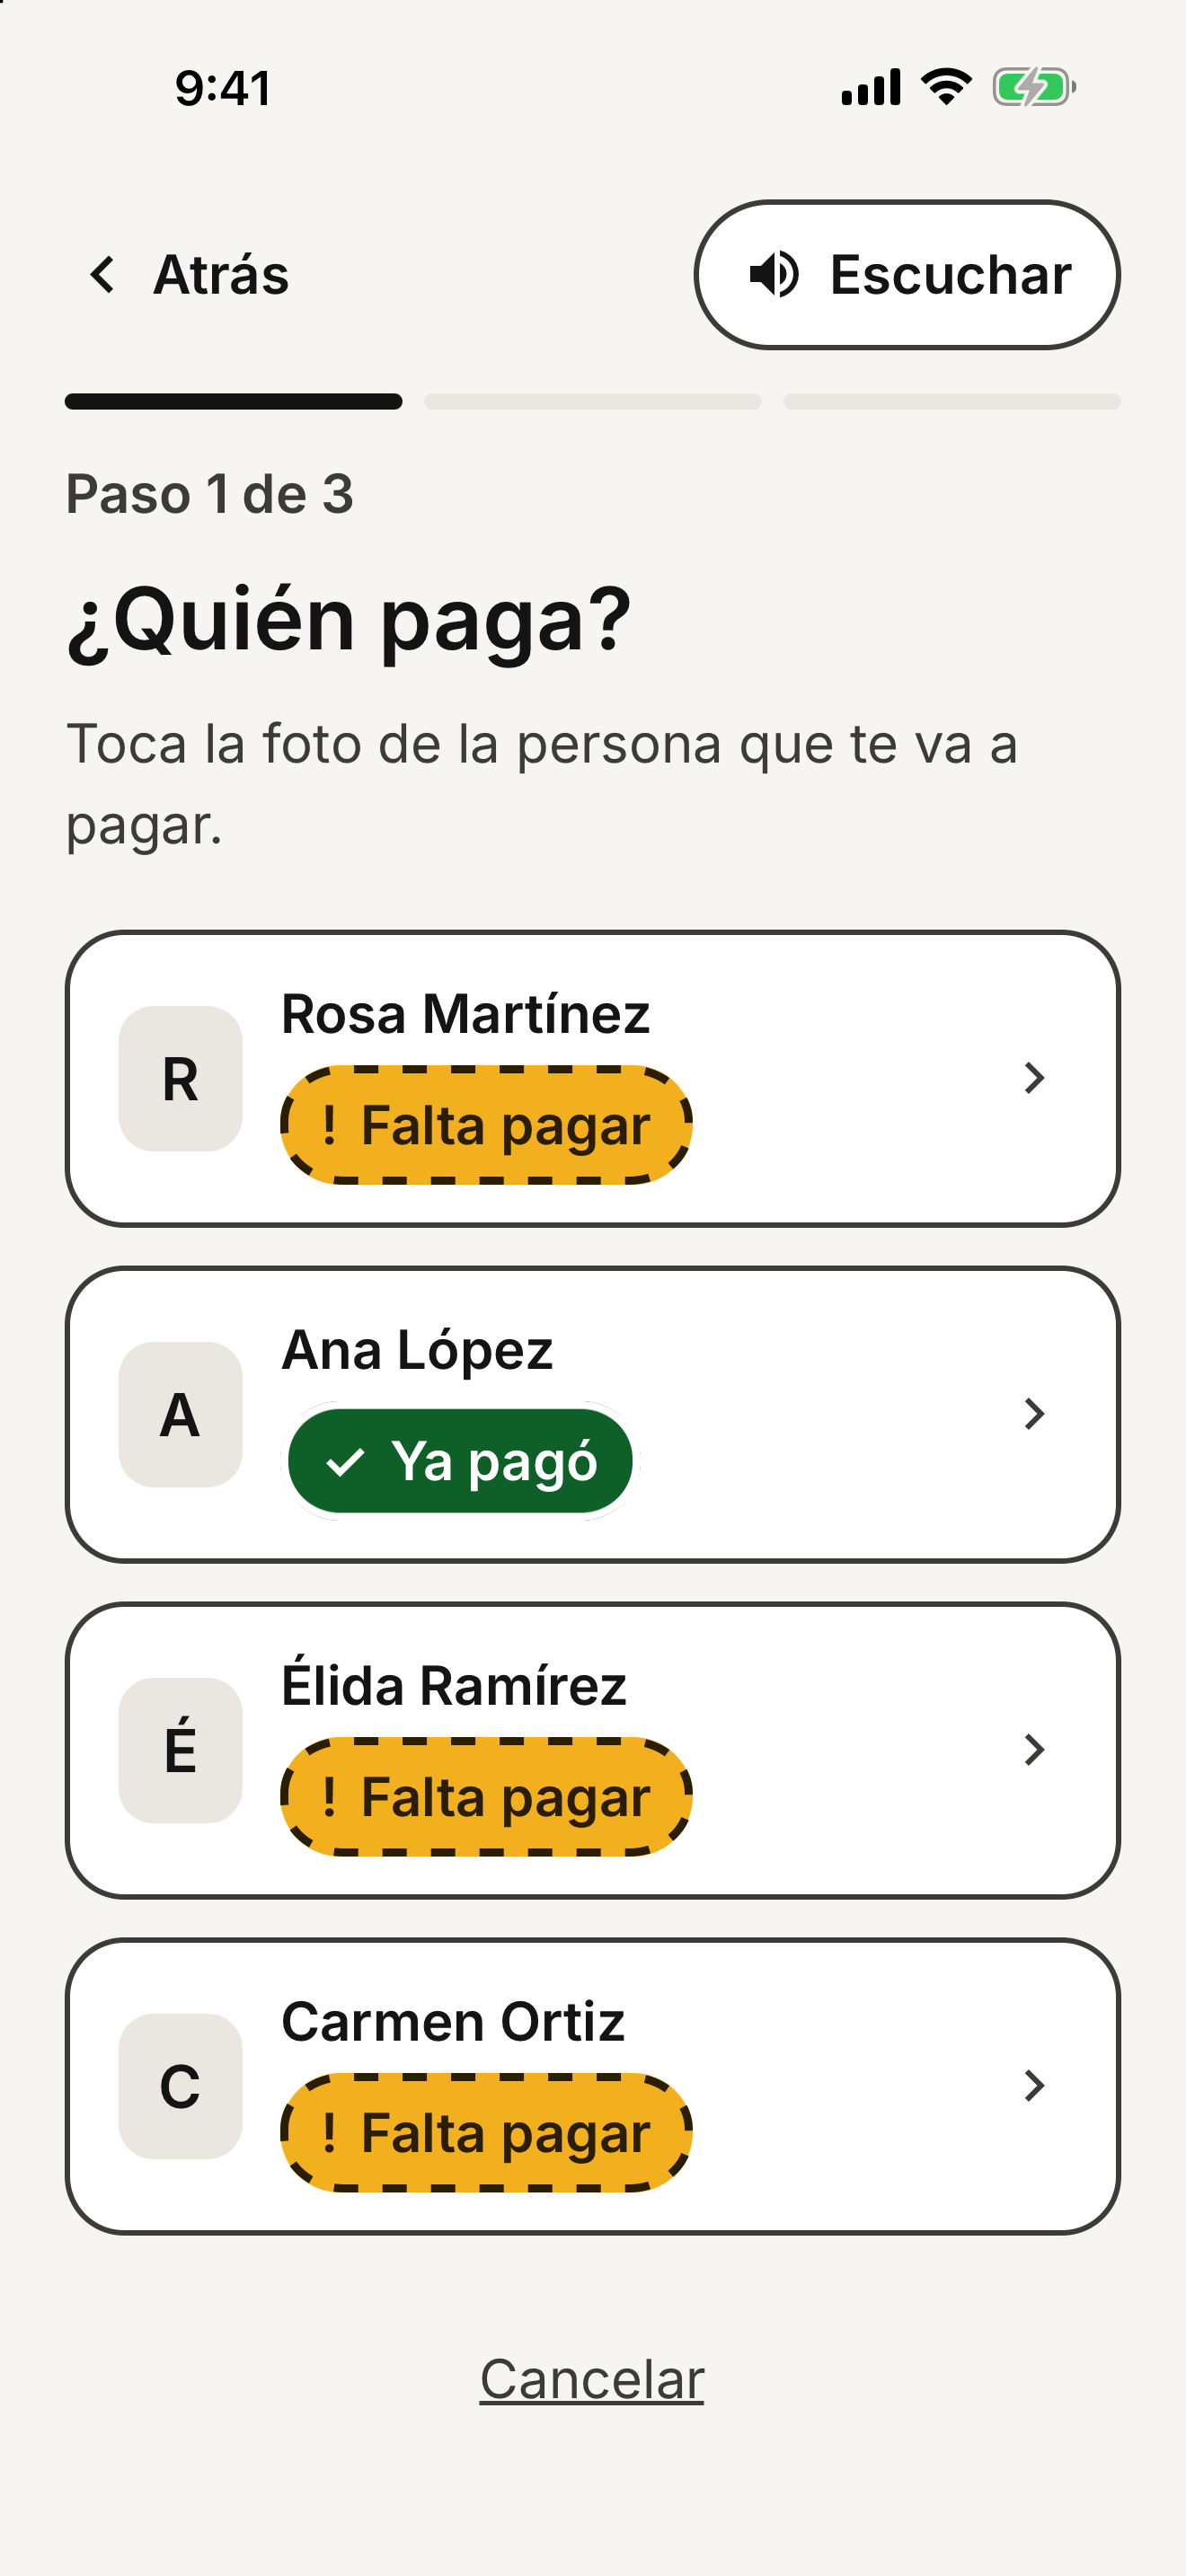 9:41
Atrás
Escuchar
Paso 1 de 3
¿Quién paga?
Toca la foto de la persona que te va a
pagar.
R
Rosa Martínez
! Falta pagar
A
Ana López
Ya pagó
É
Élida Ramírez
! Falta pagar
C
Carmen Ortiz
! Falta pagar
Cancelar